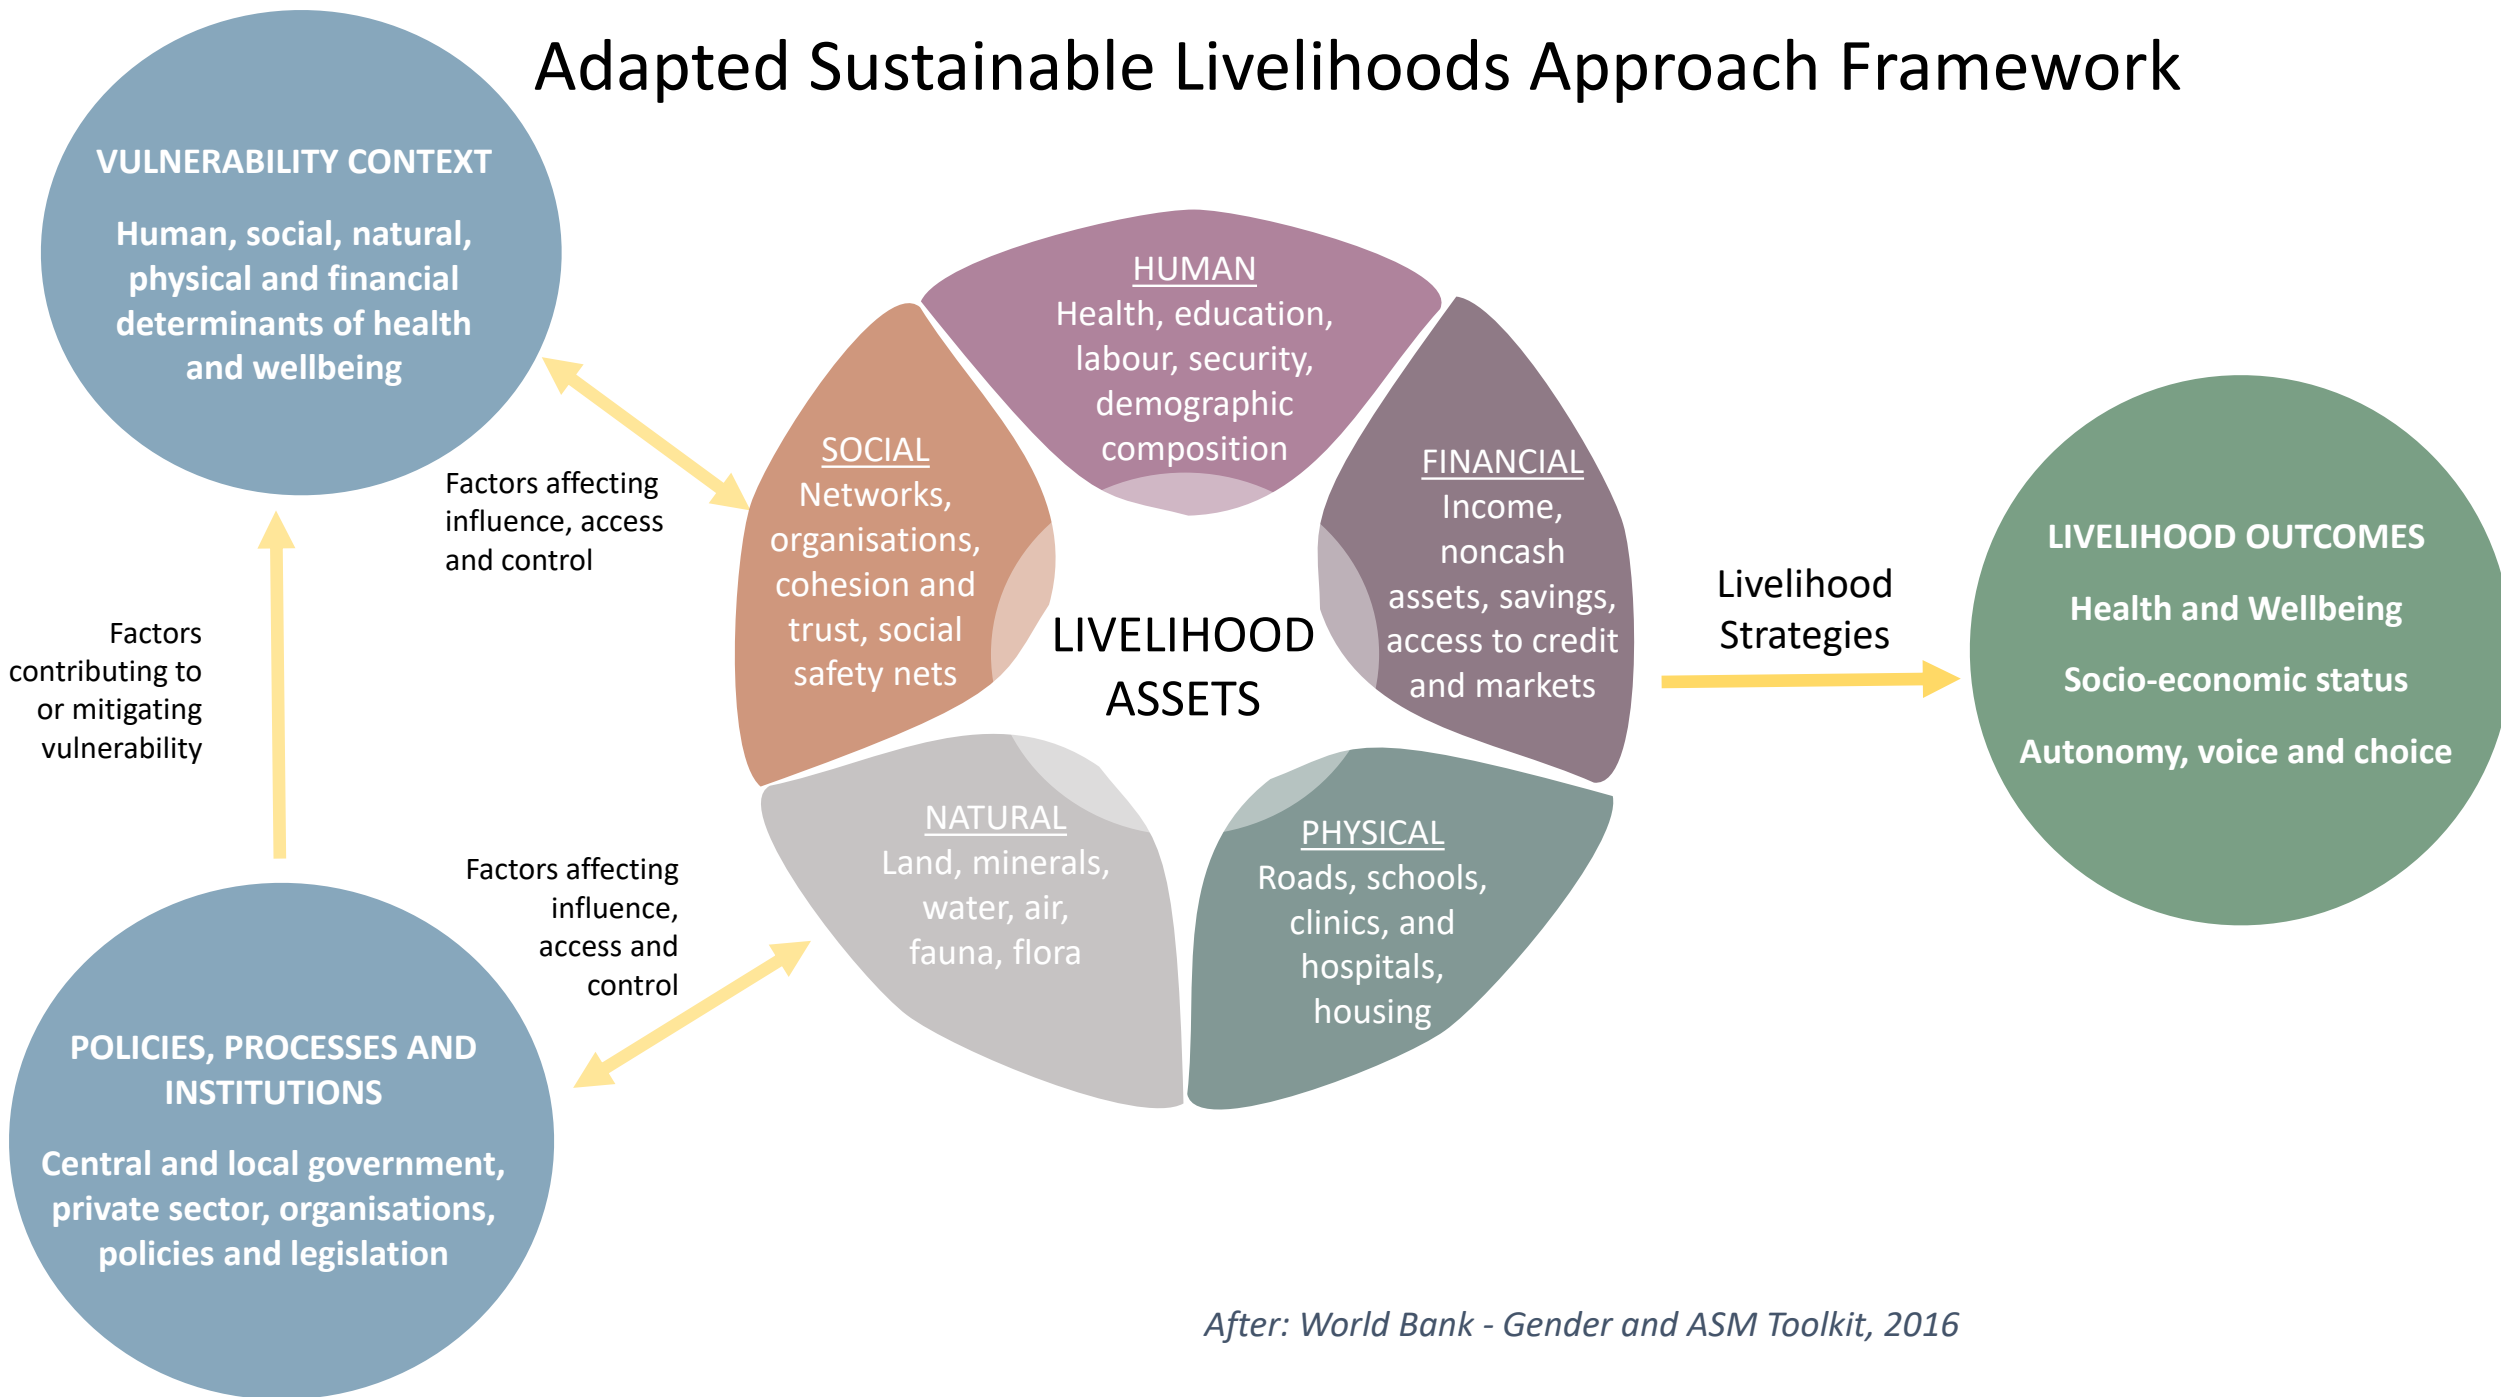 Adapted Sustainable Livelihoods Approach Framework
VULNERABILITY CONTEXT
Human, social, natural,
physical and financial
determinants of health
and wellbeing
Factors affecting
influence, access
and control
Factors
contributing to
or mitigating
vulnerability
Factors affecting
influence,
access and
control
POLICIES, PROCESSES AND
INSTITUTIONS
Central and local government,
private sector, organisations,
policies and legislation
HUMAN
Health, education,
labour, security,
demographic
composition
SOCIAL
Networks,
organisations,
cohesion and
trust, social
safety nets
FINANCIAL
Income,
noncash
assets, savings,
access to credit
and markets
LIVELIHOOD
ASSETS
NATURAL
Land, minerals,
water, air,
fauna, flora
PHYSICAL
Roads, schools,
clinics, and
hospitals,
housing
Livelihood
Strategies
LIVELIHOOD OUTCOMES
Health and Wellbeing
Socio-economic status
Autonomy, voice and choice
After: World Bank - Gender and ASM Toolkit, 2016